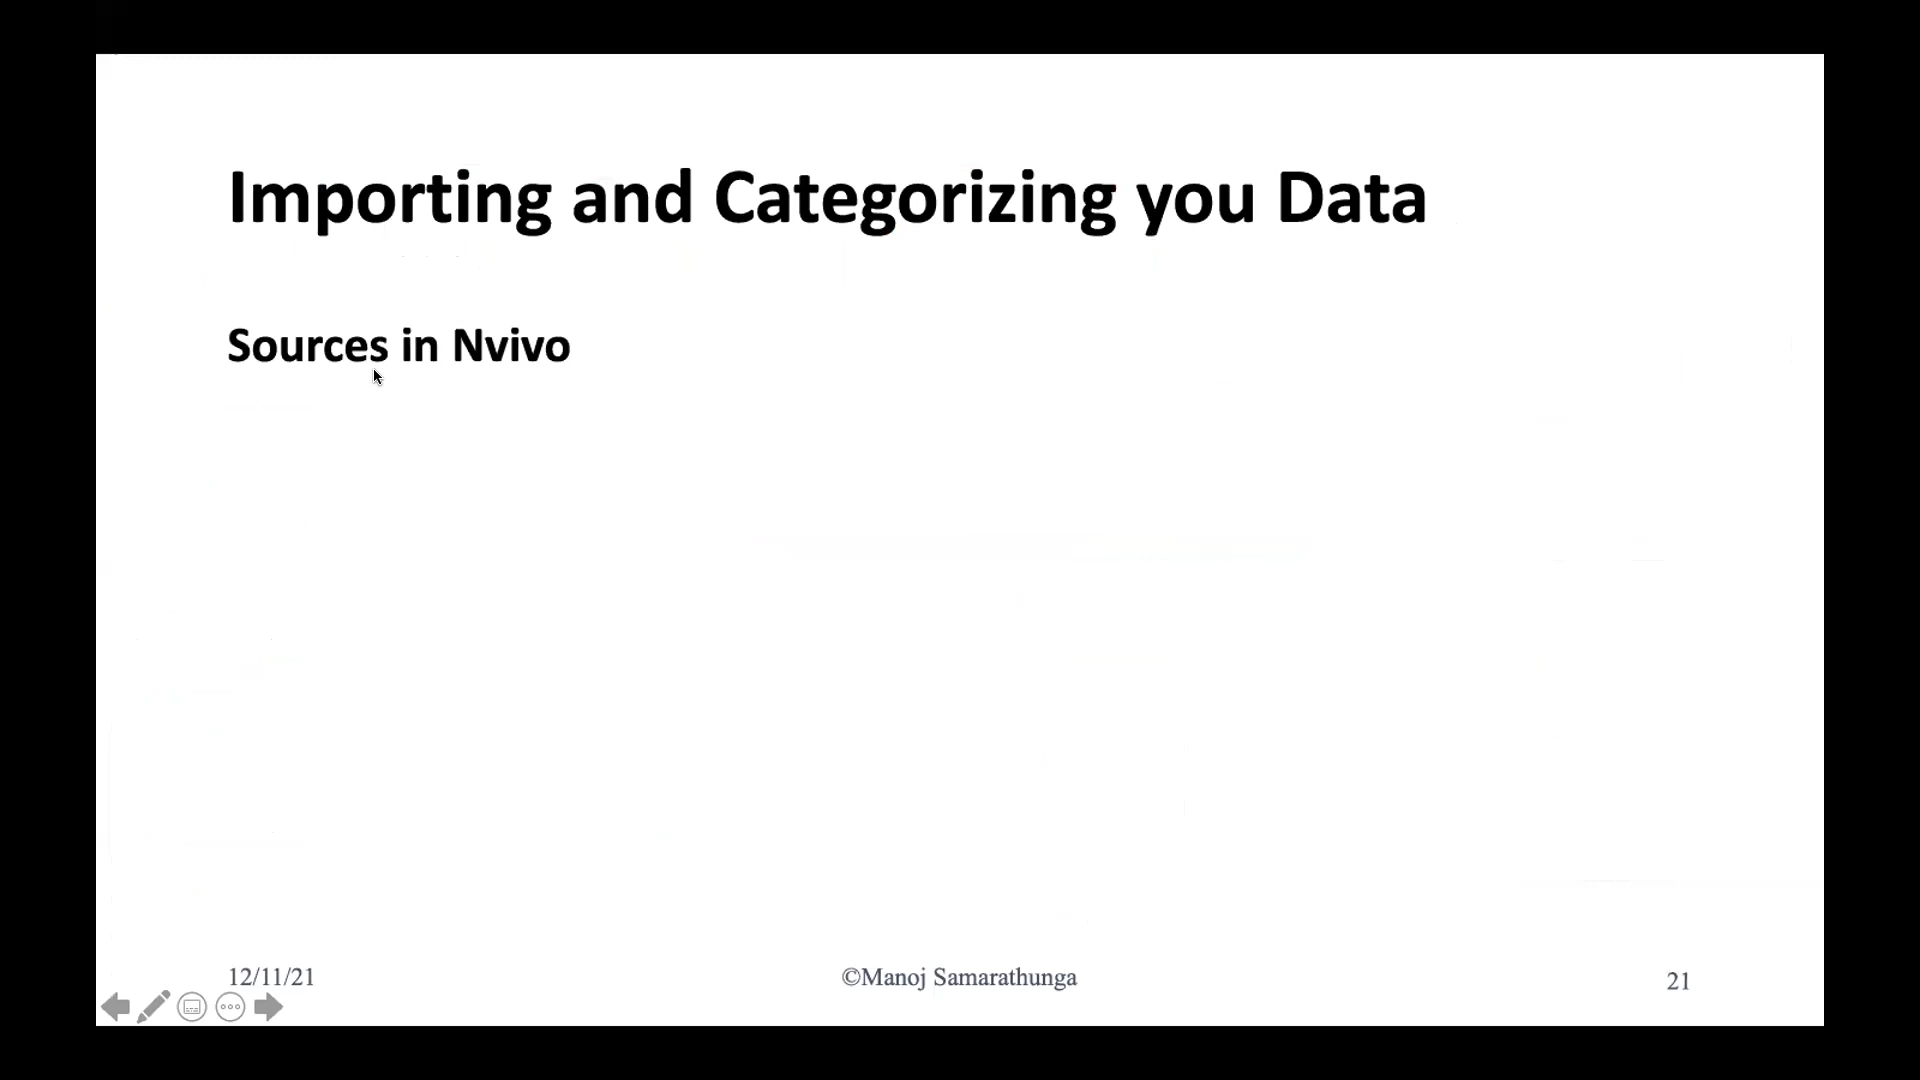 Importing and Categorizing you Data
Sources in Nvivo
12/11/21
©Manoj Samarathunga
21